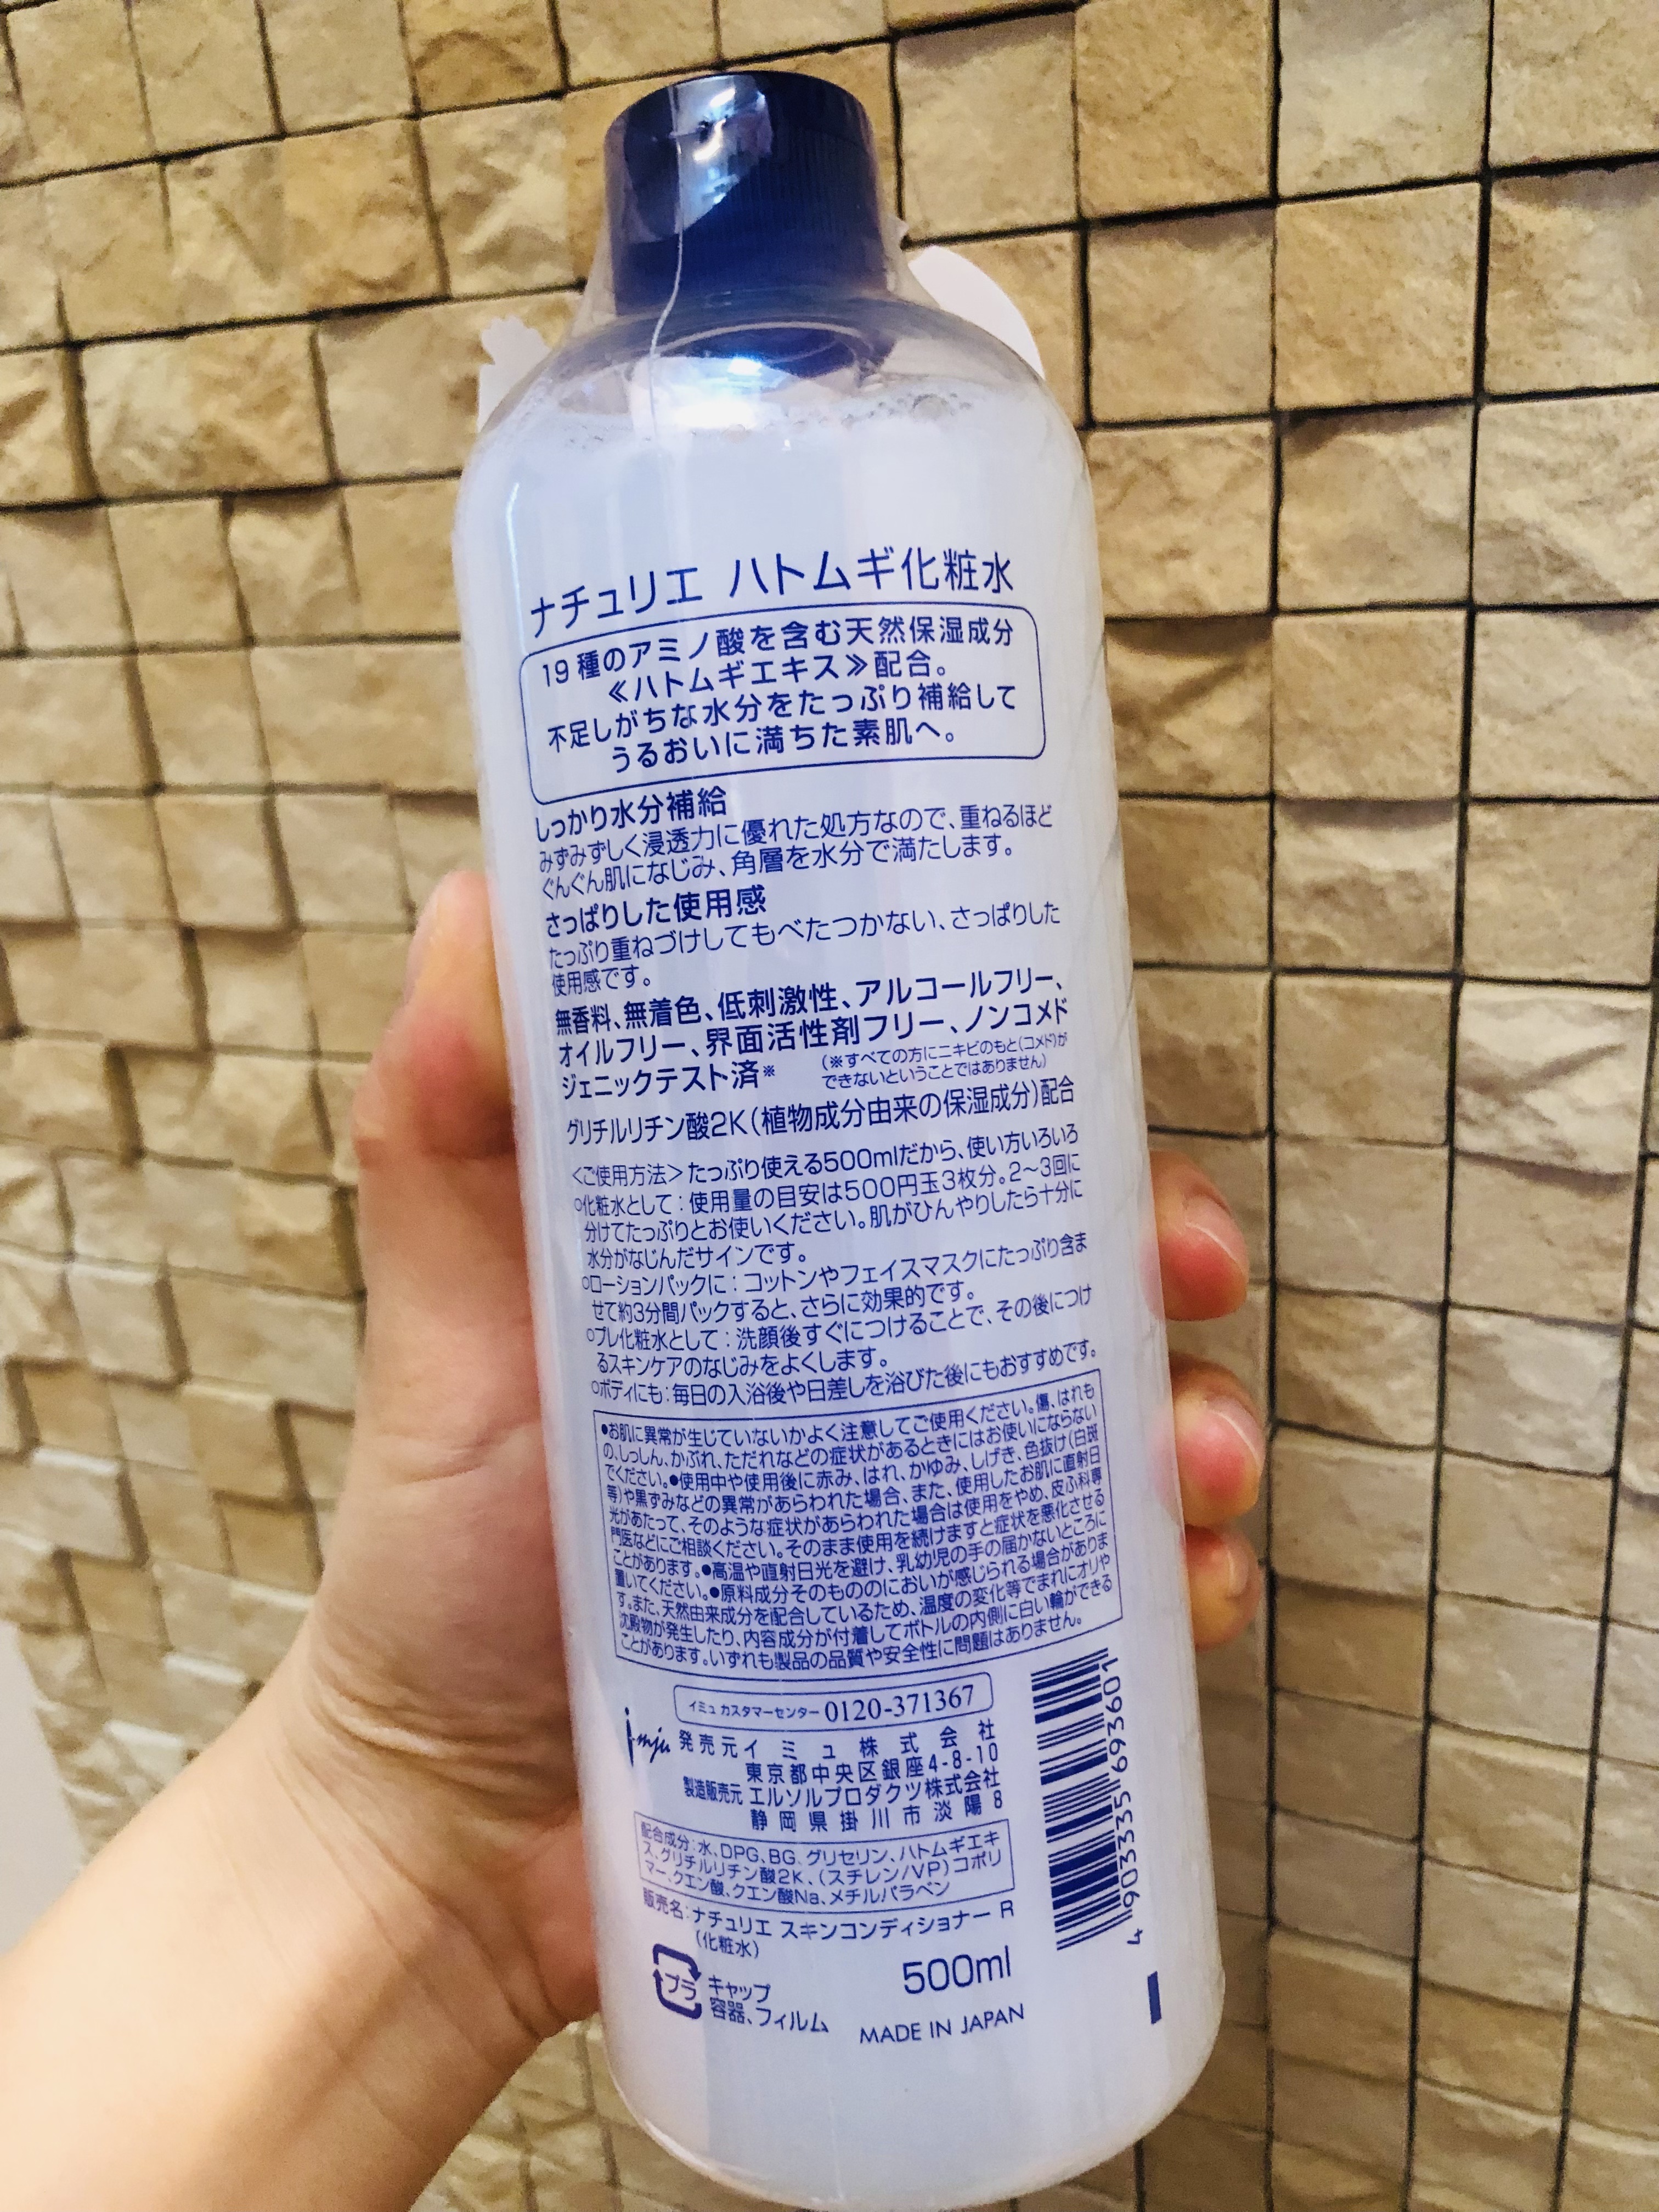 ナチュリエ ハトムギ化粧水
19種のアミノ酸を含む天然保湿成分
≪ハトムギエキス≫配合。
不足しがちな水分をたっぷり補給して
うるおいに満ちた素肌へ。
しっかり水分補給
みずみずしく浸透力に優れた処方なので、重ねるほど
ぐんぐん肌になじみ、角層を水分で満たします。
さっぱりした使用感
たっぷり重ねづけしてもべたつかない、さっぱりした
使用感です。
無香料、無着色、低刺激性、アルコールフリー、
オイルフリー、界面活性剤フリー、ノンコメド
ジェニックテスト済※
(※すべての方にニキビのもと(コメド)が
できないということではありません)
グリチルリチン酸2K(植物成分由来の保湿成分)配合
<ご使用方法>たっぷり使える500mlだから、使い方いろいろ
○化粧水として：使用量の目安は500円玉3枚分。2〜3回に
分けてたっぷりとお使いください。肌がひんやりしたら十分に
水分がなじんだサインです。
○ローションパックに：コットンやフェイスマスクにたっぷり含ま
せて約3分間パックすると、さらに効果的です。
○プレ化粧水として：洗顔後すぐにつけることで、その後につけ
るスキンケアのなじみをよくします。
○ボディにも：毎日の入浴後や日差しを浴びた後にもおすすめです。
●お肌に異常が生じていないかよく注意してご使用ください。傷、はれも
の、しっしん、かぶれ、ただれなどの症状があるときにはお使いにならない
でください。●使用中や使用後に赤み、はれ、かゆみ、しげき、色抜け(白斑
等)や黒ずみなどの異常があらわれた場合、また、使用したお肌に直射日
光があたって、そのような症状があらわれた場合は使用をやめ、皮ふ科専
門医などにご相談ください。そのまま使用を続けますと症状を悪化させる
ことがあります。●高温や直射日光を避け、乳幼児の手の届かないところに
置いてください。●原料成分そのもののにおいが感じられる場合がありま
す。また、天然由来成分を配合しているため、温度の変化等でまれにオリや
沈殿物が発生したり、内容成分が付着してボトルの内側に白い輪ができる
ことがあります。いずれも製品の品質や安全性に問題はありません。
イミュ カスタマーセンター 0120-371367
imju 発売元 イミュ株式会社
東京都中央区銀座4-8-10
製造販売元 エルソルプロダクツ株式会社
静岡県掛川市淡陽8
配合成分：水、DPG、BG、グリセリン、ハトムギエキ
ス、グリチルリチン酸2K、(スチレン/VP)コポリ
マー、クエン酸、クエン酸Na、メチルパラベン
販売名：ナチュリエ スキンコンディショナー R
(化粧水)
プラ キャップ
容器、フィルム
500ml
MADE IN JAPAN
4 903335 693601